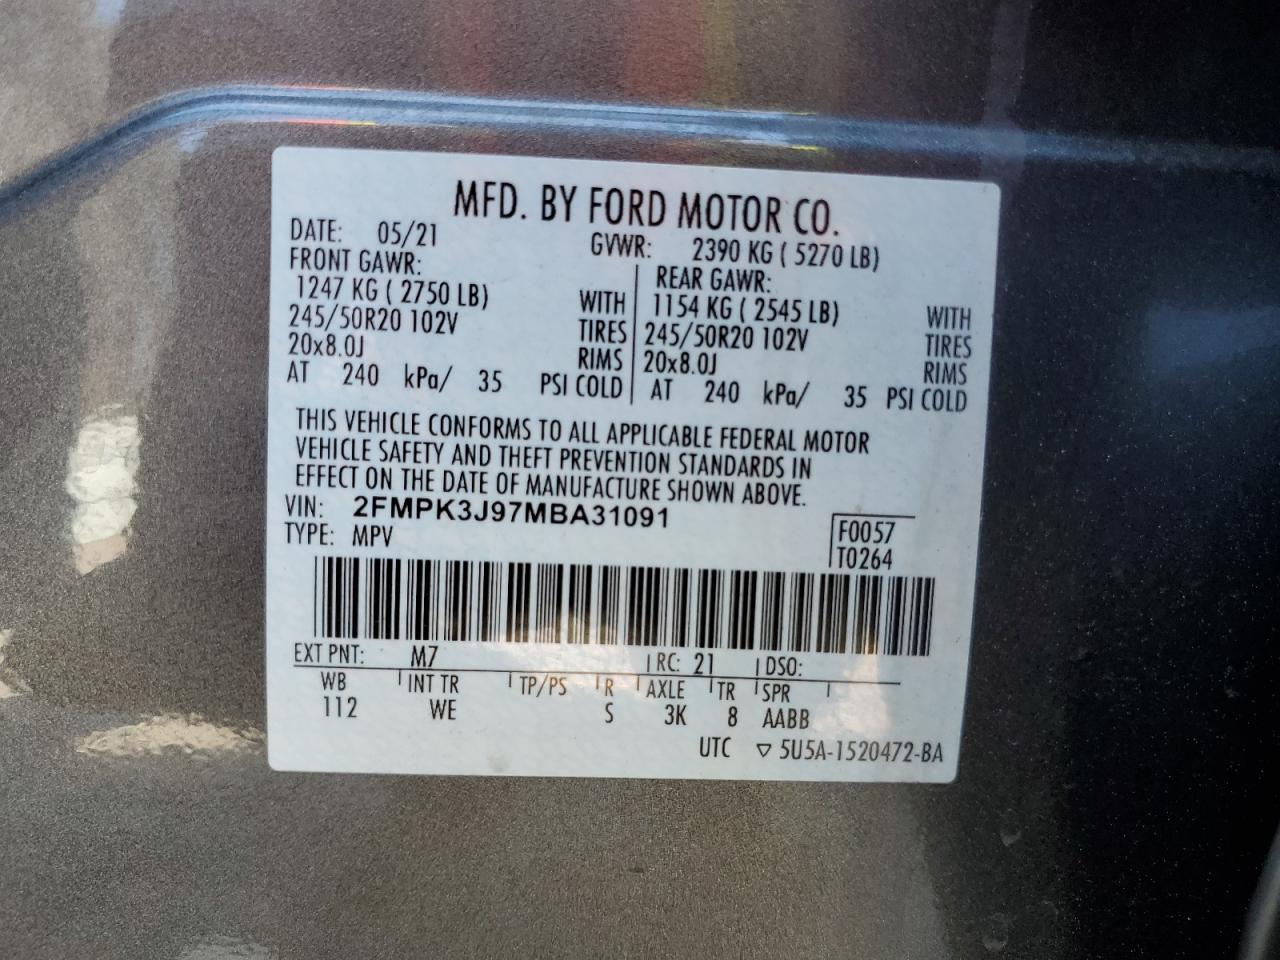 MFD. BY FORD MOTOR CO.
DATE: 05/21 GVWR: 2390 KG ( 5270 LB)
FRONT GAWR: REAR GAWR:
1247 KG ( 2750 LB) WITH 1154 KG ( 2545 LB) WITH
245/50R20 102V TIRES 245/50R20 102V TIRES
20x8.0J RIMS 20x8.0J RIMS
AT 240 kPa/ 35 PSI COLD AT 240 kPa/ 35 PSI COLD
THIS VEHICLE CONFORMS TO ALL APPLICABLE FEDERAL MOTOR
VEHICLE SAFETY AND THEFT PREVENTION STANDARDS IN
EFFECT ON THE DATE OF MANUFACTURE SHOWN ABOVE.
VIN: 2FMPK3J97MBA31091
TYPE: MPV
F0057
T0264
EXT PNT: M7 RC: 21 DSO:
WB INT TR TP/PS R AXLE TR SPR
112 WE S 3K 8 AABB
UTC ▽ 5U5A-1520472-BA